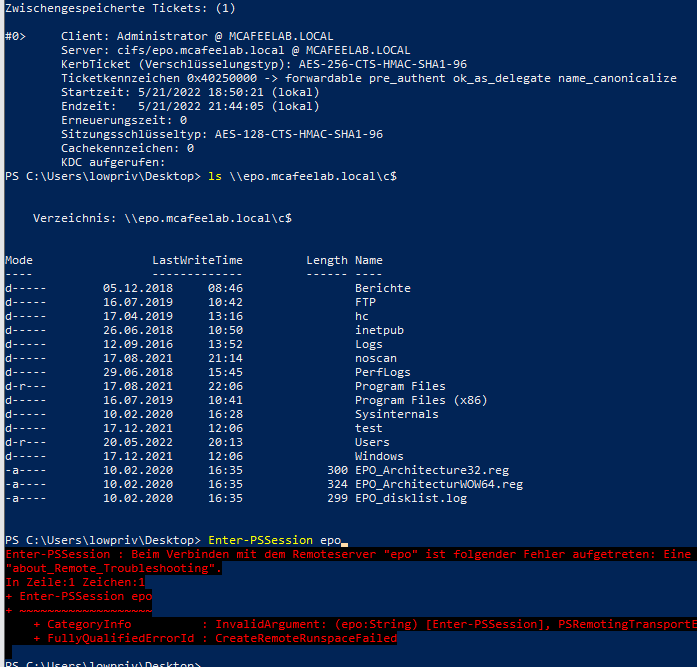 Zwischengespeicherte Tickets: (1)
#0>     Client: Administrator @ MCAFEELAB.LOCAL
        Server: cifs/epo.mcafeelab.local @ MCAFEELAB.LOCAL
        KerbTicket (Verschlüsselungstyp): AES-256-CTS-HMAC-SHA1-96
        Ticketkennzeichen 0x40250000 -> forwardable pre_authent ok_as_delegate name_canonicalize
        Startzeit: 5/21/2022 18:50:21 (lokal)
        Endzeit:   5/21/2022 21:44:05 (lokal)
        Erneuerungszeit: 0
        Sitzungsschlüsseltyp: AES-128-CTS-HMAC-SHA1-96
        Cachekennzeichen: 0
        KDC aufgerufen:
PS C:\Users\lowpriv\Desktop> ls \\epo.mcafeelab.local\c$
    Verzeichnis: \\epo.mcafeelab.local\c$
Mode                LastWriteTime         Length Name
----                -------------         ------ ----
d-----        05.12.2018     08:46                Berichte
d-----        16.07.2019     10:42                FTP
d-----        17.04.2019     13:16                hc
d-----        26.06.2018     10:50                inetpub
d-----        12.09.2016     13:52                Logs
d-----        17.08.2021     21:14                noscan
d-----        29.06.2018     15:45                PerfLogs
d-r---        17.08.2021     22:06                Program Files
d-----        16.07.2019     10:41                Program Files (x86)
d-----        10.02.2020     16:28                Sysinternals
d-----        17.12.2021     12:06                test
d-r---        20.05.2022     20:13                Users
d-----        17.12.2021     12:06                Windows
-a----        10.02.2020     16:35            300 EPO_Architecture32.reg
-a----        10.02.2020     16:35            324 EPO_ArchitecturWOW64.reg
-a----        10.02.2020     16:35            299 EPO_disklist.log
PS C:\Users\lowpriv\Desktop> Enter-PSSession epo
Enter-PSSession : Beim Verbinden mit dem Remoteserver "epo" ist folgender Fehler aufgetreten: Eine
"about_Remote_Troubleshooting".
In Zeile:1 Zeichen:1
+ Enter-PSSession epo
+ ~~~~~~~~~~~~~~~~~~~
    + CategoryInfo          : InvalidArgument: (epo:String) [Enter-PSSession], PSRemotingTransportE
    + FullyQualifiedErrorId : CreateRemoteRunspaceFailed
PS C:\Users\lowpriv\Desktop>